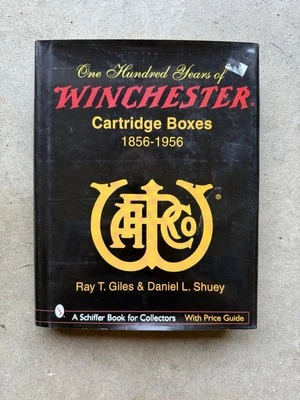 One Hundred Years of
WINCHESTER
Cartridge Boxes
1856-1956
W.R.A.Co
®
Ray T. Giles & Daniel L. Shuey
S
A Schiffer Book for Collectors With Price Guide